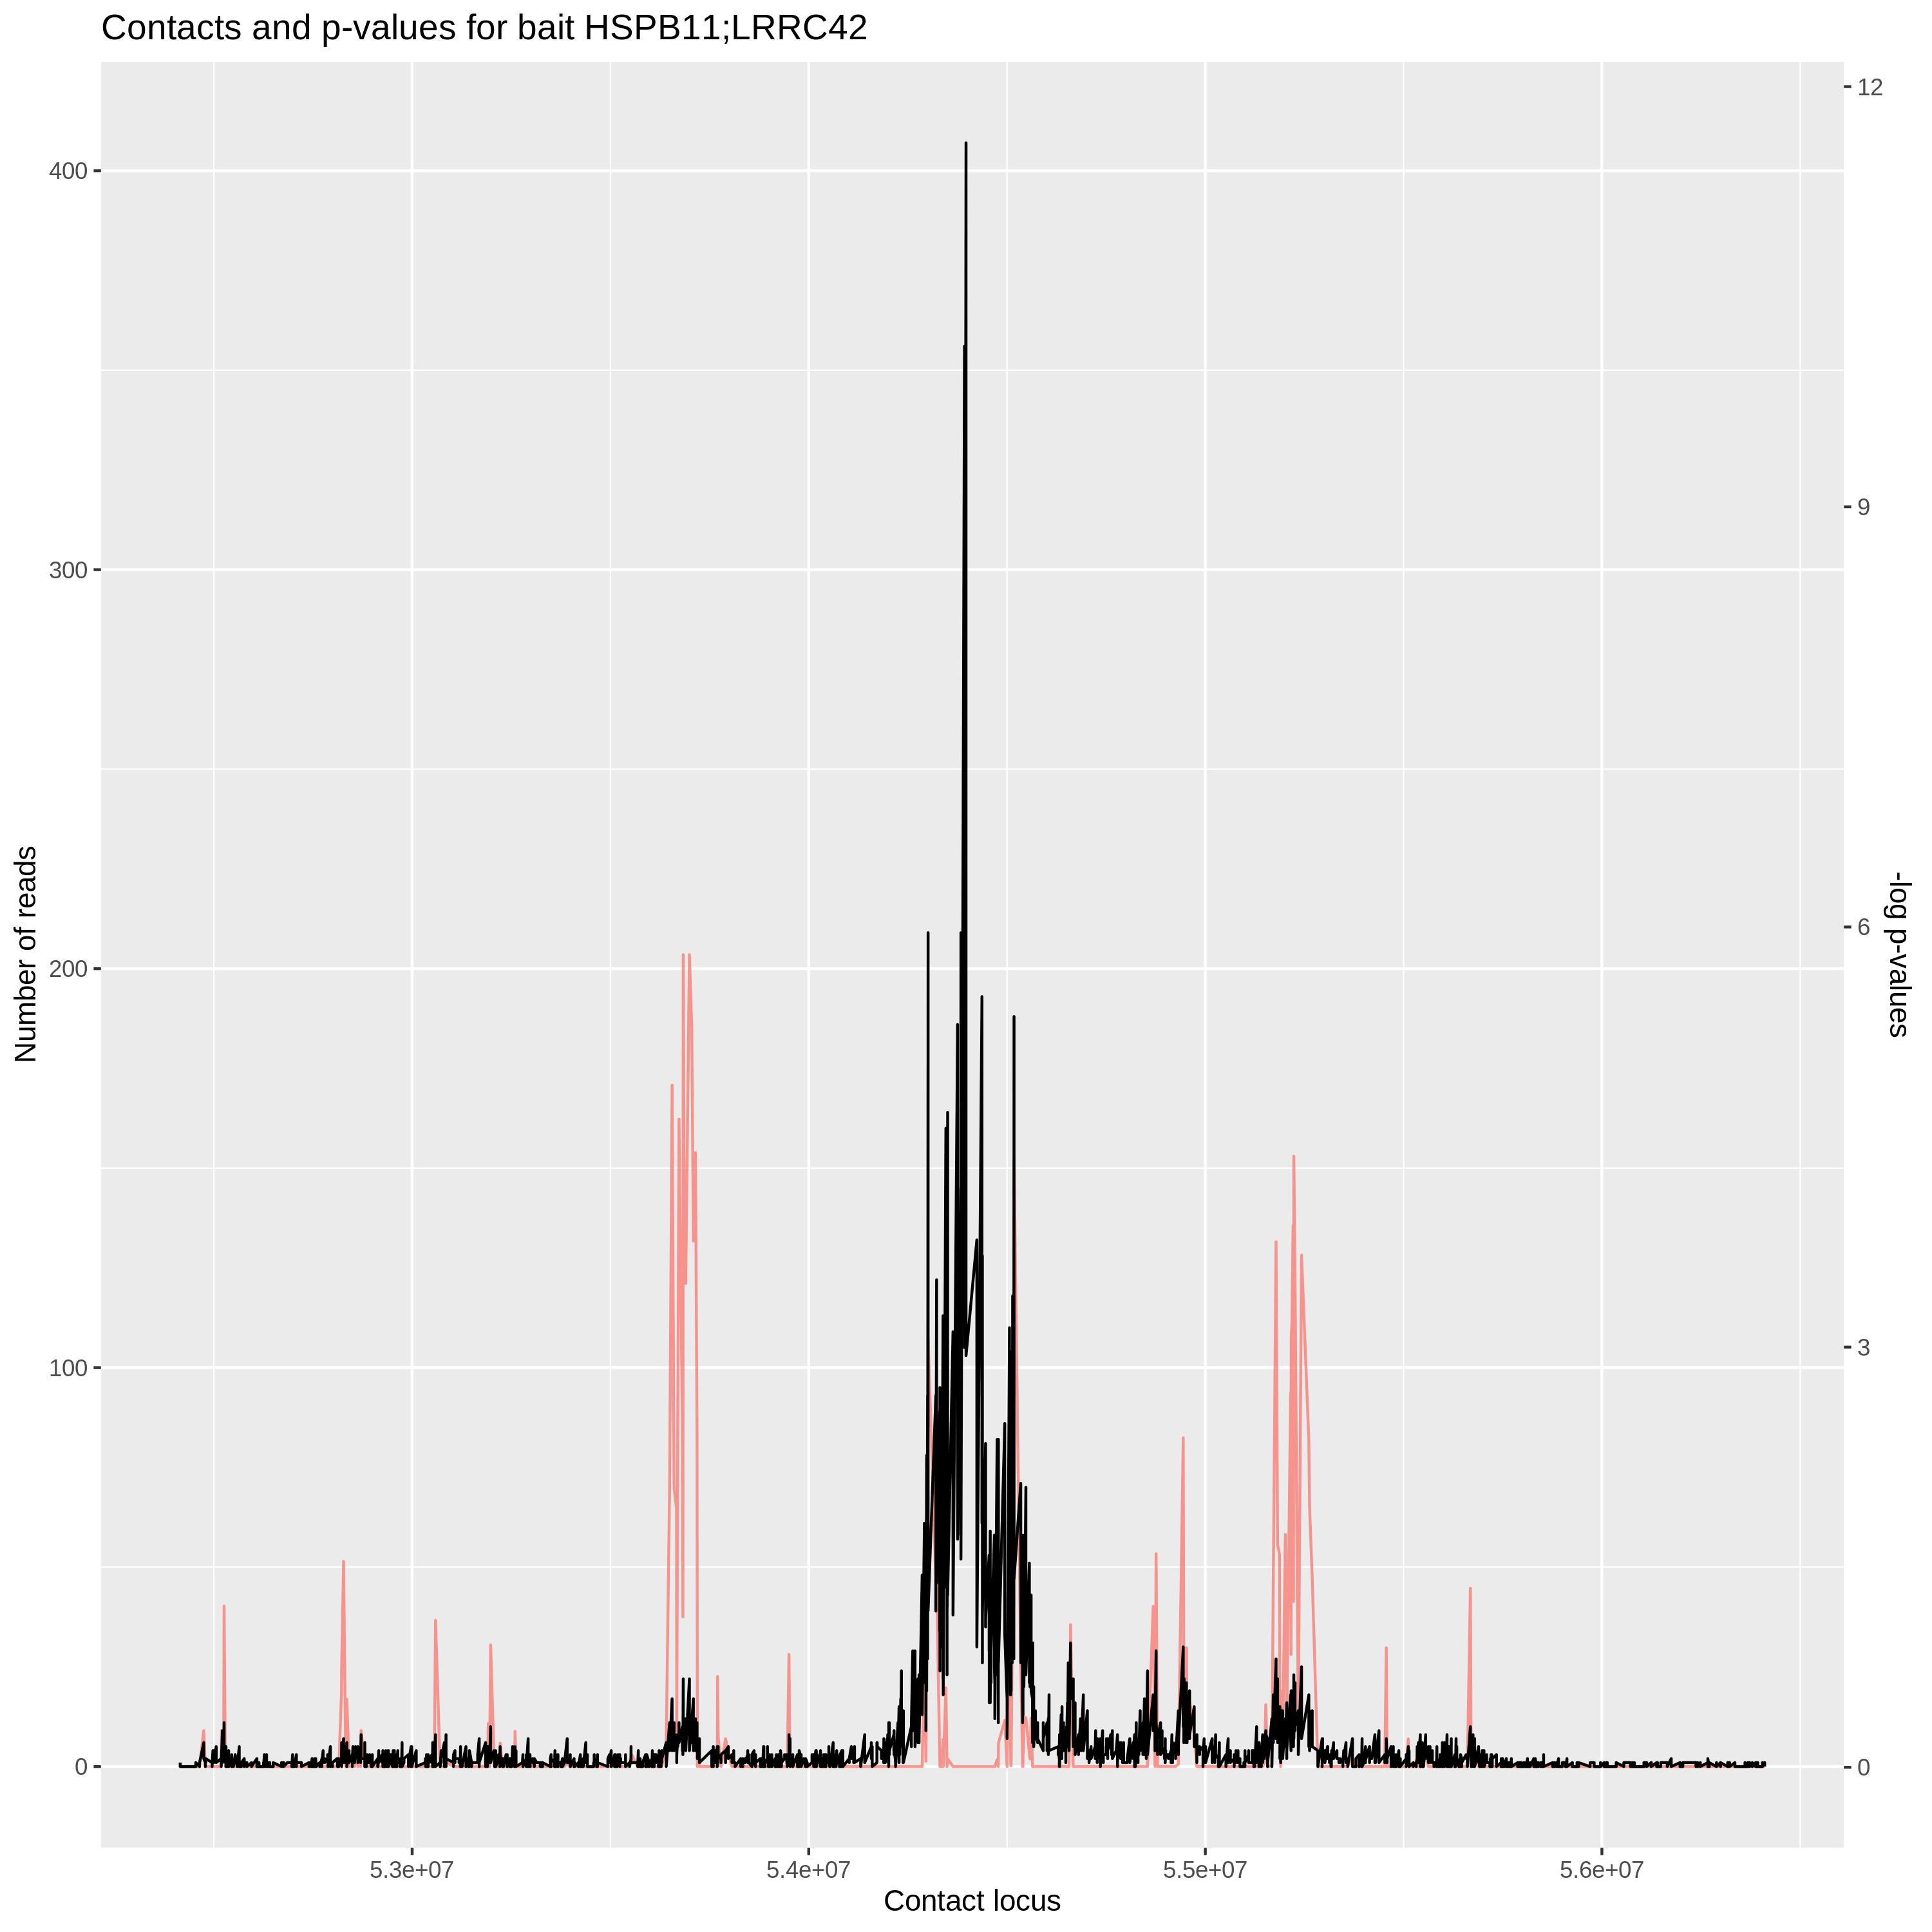 Contacts and p-values for bait HSPB11;LRRC42
12
400
9
300
Number of reads
-log p-values
6
200
3
100
0
0
5.3e+07
5.4e+07
5.5e+07
5.6e+07
Contact locus